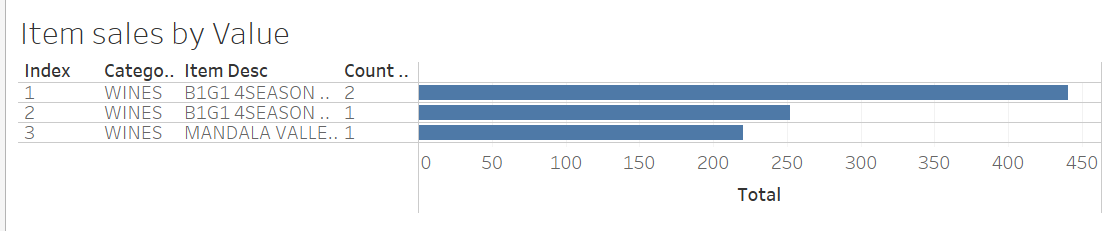 Item sales by Value
Index Catego.. Item Desc Count ..
1 WINES B1G1 4SEASON .. 2
2 WINES B1G1 4SEASON .. 1
3 WINES MANDALA VALLE.. 1
0 50 100 150 200 250 300 350 400 450
Total